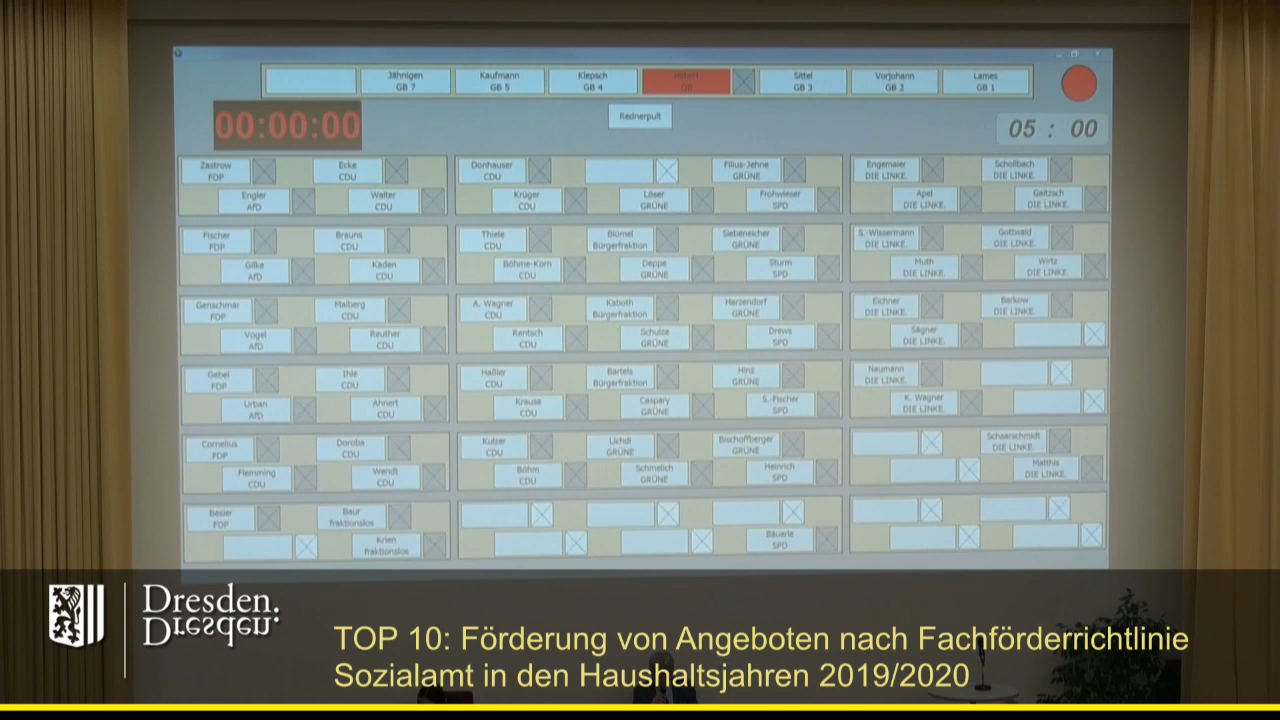 Jähnigen Kaufmann Klepsch Hilbert Sittel Vorjohann Lames
GB 7 GB 5 GB 4 OB GB 3 GB 2 GB 1
00:00:00 Rednerpult 05 : 00
Zastrow Ecke Donhauser Filius-Jehne Engemaier Schollbach
FDP CDU CDU GRÜNE DIE LINKE. DIE LINKE.
Engler Walter Krüger Löser Frohwieser Apel Gaitzsch
AfD CDU CDU GRÜNE SPD DIE LINKE. DIE LINKE.
Fischer Brauns Thiele Blümel Siebeneicher S.-Wissermann Gottwald
FDP CDU CDU Bürgerfraktion GRÜNE DIE LINKE. DIE LINKE.
Gilke Kaden Böhme-Korn Deppe Sturm Muth Wirtz
AfD CDU CDU GRÜNE SPD DIE LINKE. DIE LINKE.
Genschmar Malberg A. Wagner Kaboth Harzendorf Eichner Barkow
FDP CDU CDU Bürgerfraktion GRÜNE DIE LINKE. DIE LINKE.
Vogel Reuther Rentsch Schulze Drews Sägner
AfD CDU CDU GRÜNE SPD DIE LINKE.
Gebel Ihle Haßler Bartels Hinz Naumann
FDP CDU CDU Bürgerfraktion GRÜNE DIE LINKE.
Urban Ahnert Krause Caspary S.-Fischer K. Wagner
AfD CDU CDU GRÜNE SPD DIE LINKE.
Cornelius Doroba Kulzer Lichdi Bischoffberger Schaarschmidt
FDP CDU CDU GRÜNE GRÜNE DIE LINKE.
Flemming Wendt Böhm Schmelich Heinrich Matthis
CDU CDU CDU GRÜNE SPD DIE LINKE.
Besier Baur
FDP fraktionslos
Krien Bäuerle
fraktionslos SPD
Dresden.
Dresden.
TOP 10: Förderung von Angeboten nach Fachförderrichtlinie
Sozialamt in den Haushaltsjahren 2019/2020